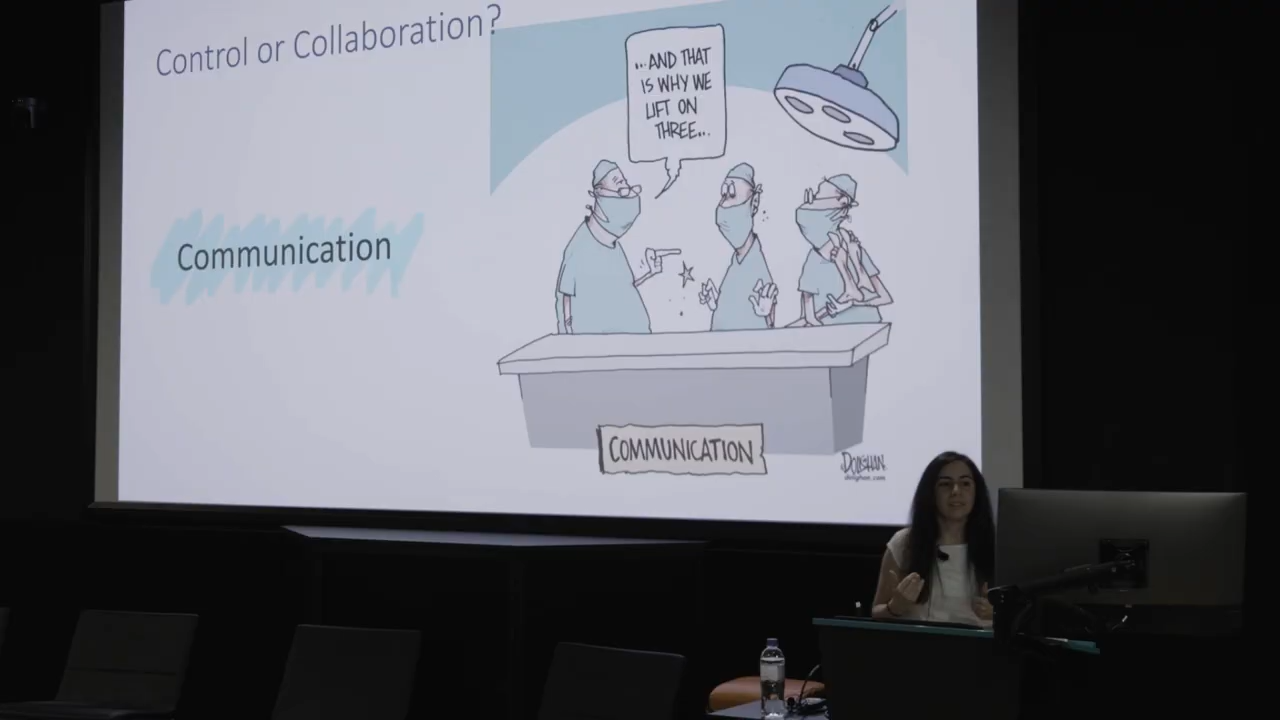 Control or Collaboration?
...AND THAT
IS WHY WE
LIFT ON
THREE...
Communication
COMMUNICATION
DOLIGHAN